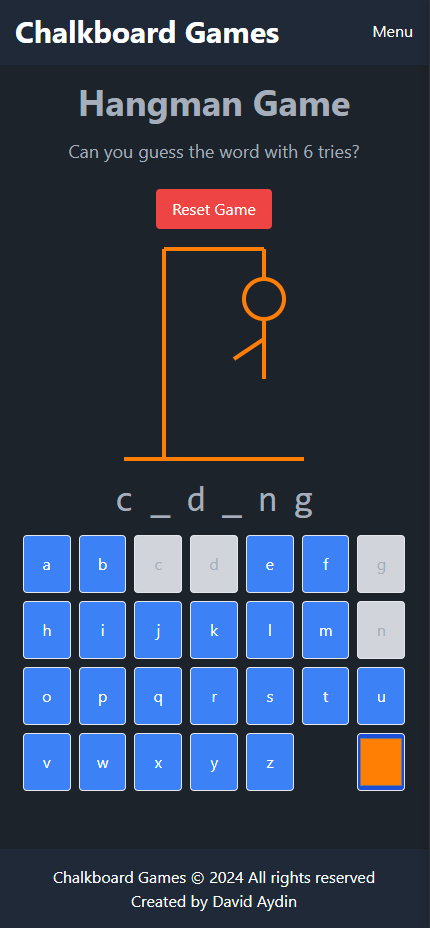 Chalkboard Games Menu
Hangman Game
Can you guess the word with 6 tries?
Reset Game
c _ d _ n g
a b c d e f g
h i j k l m n
o p q r s t u
v w x y z
Chalkboard Games © 2024 All rights reserved
Created by David Aydin